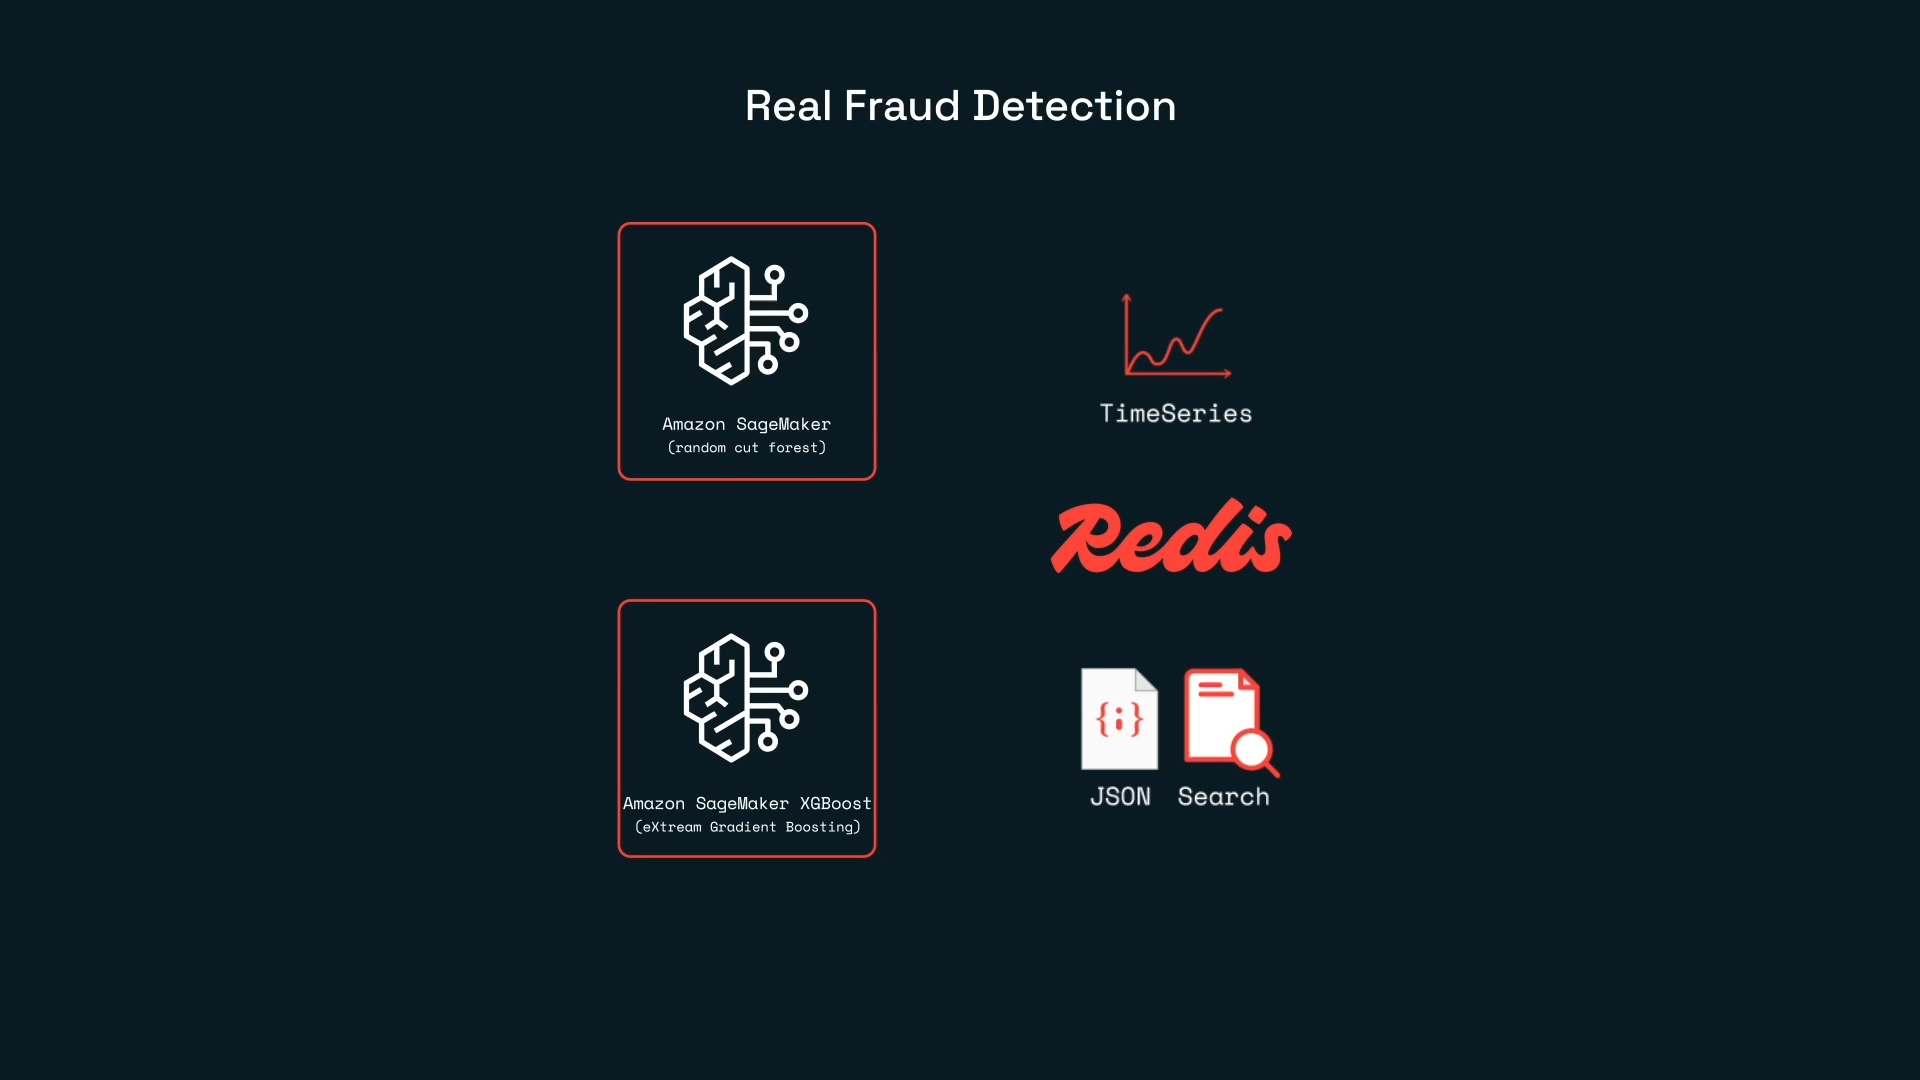 Real Fraud Detection
Amazon SageMaker
(random cut forest)
TimeSeries
Redis
Amazon SageMaker XGBoost
(eXtream Gradient Boosting)
{;}
JSON
Search